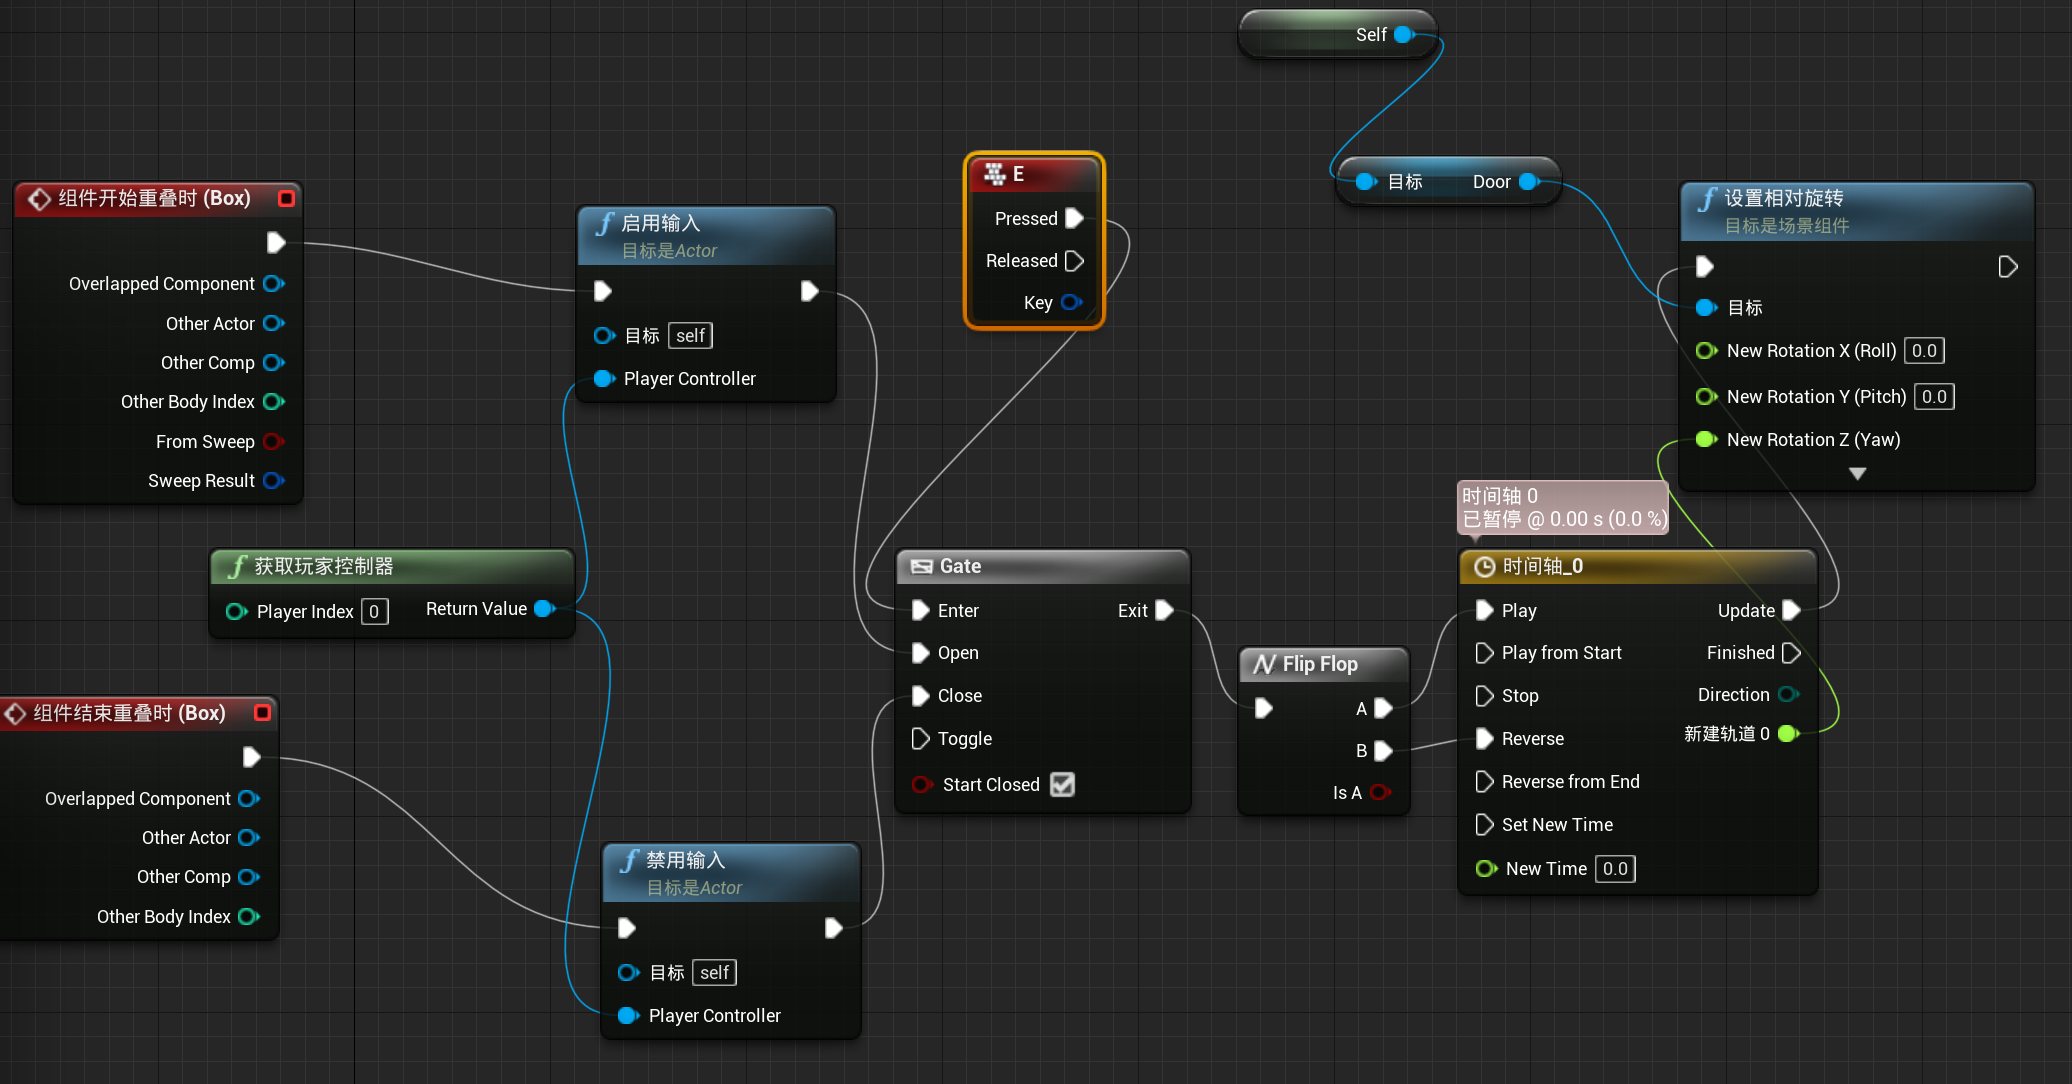 Self
E
Pressed
Released
Key
目标 Door
组件开始重叠时 (Box)
Overlapped Component
Other Actor
Other Comp
Other Body Index
From Sweep
Sweep Result
启用输入
目标是Actor
目标 self
Player Controller
设置相对旋转
目标是场景组件
目标
New Rotation X (Roll) 0.0
New Rotation Y (Pitch) 0.0
New Rotation Z (Yaw)
获取玩家控制器
Player Index 0 Return Value
Gate
Enter Exit
Open
Close
Toggle
Start Closed
Flip Flop
A
B
Is A
时间轴 0
已暂停 @ 0.00 s (0.0 %)
时间轴_0
Play Update
Play from Start Finished
Stop Direction
Reverse 新建轨道 0
Reverse from End
Set New Time
New Time 0.0
组件结束重叠时 (Box)
Overlapped Component
Other Actor
Other Comp
Other Body Index
禁用输入
目标是Actor
目标 self
Player Controller